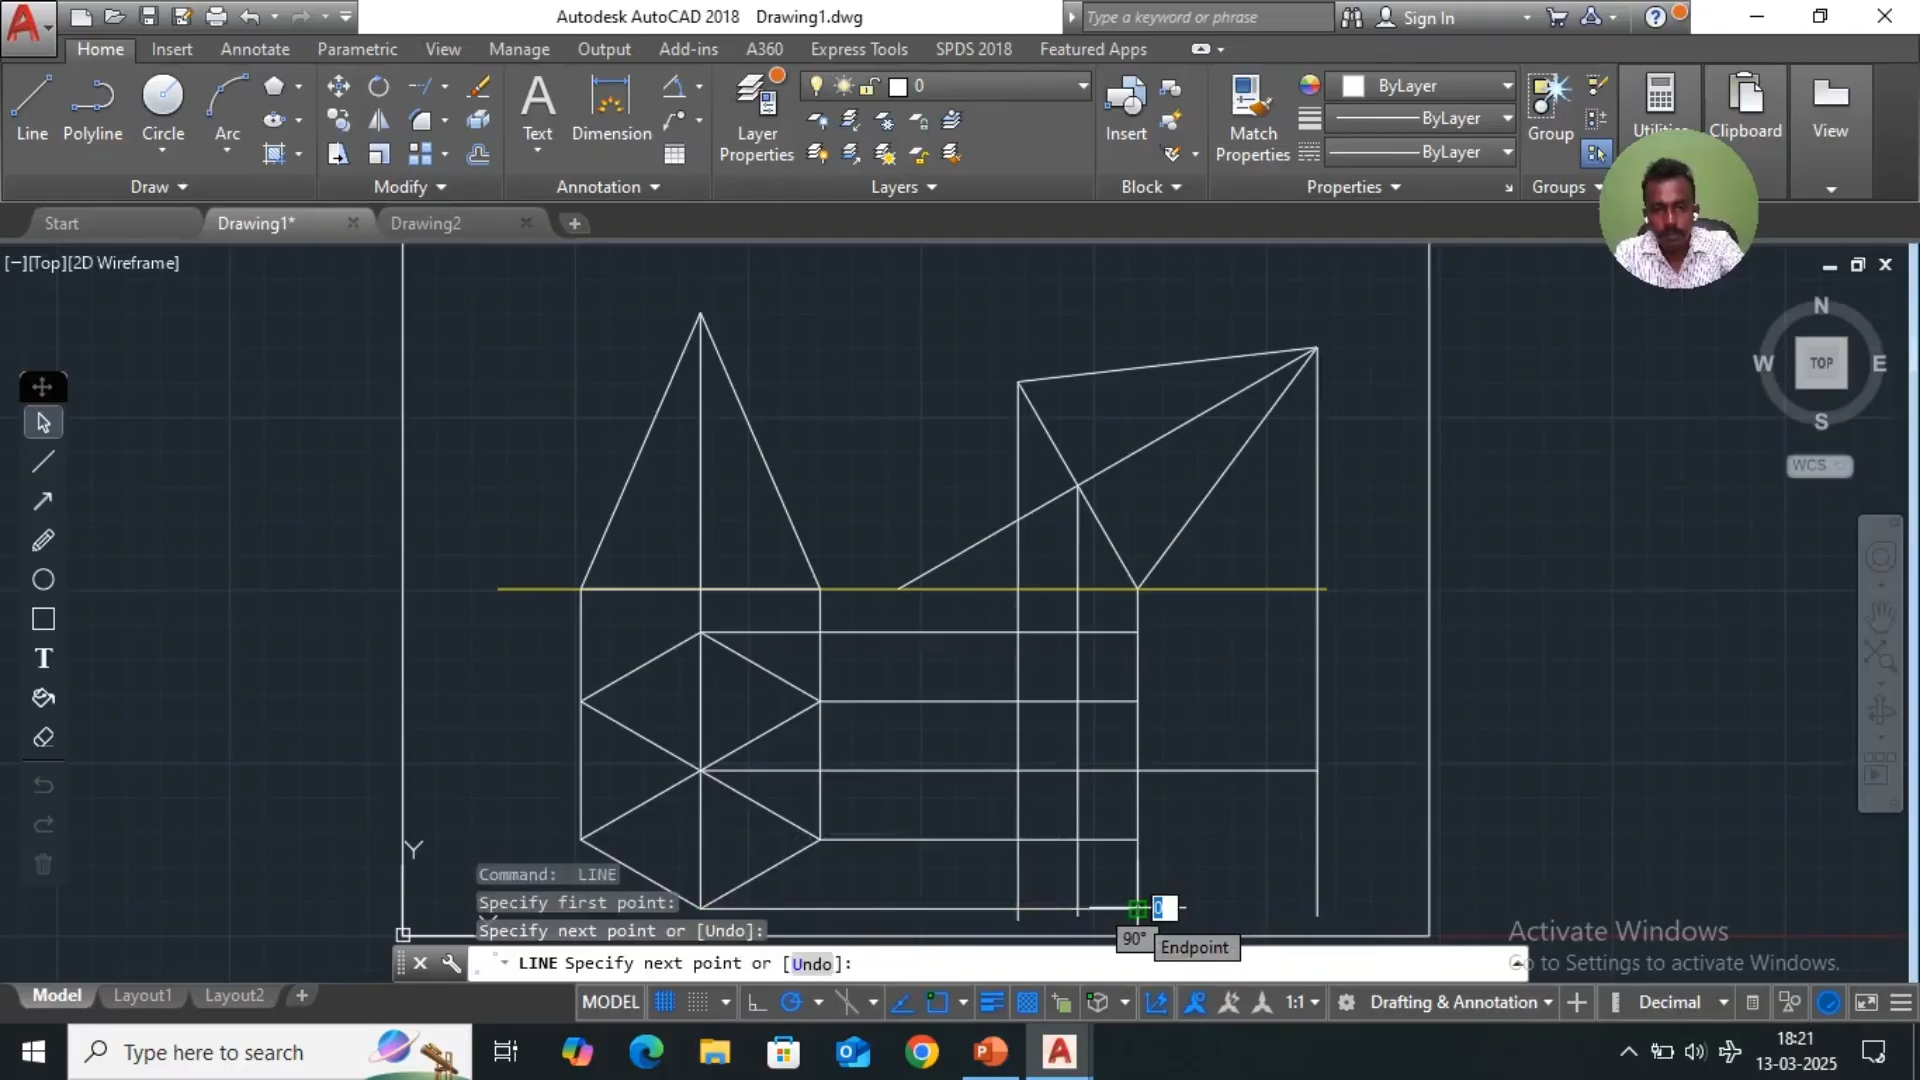 Autodesk AutoCAD 2018 Drawing1.dwg
Type a keyword or phrase
Sign In
Home Insert Annotate Parametric View Manage Output Add-ins A360 Express Tools SPDS 2018 Featured Apps
0
ByLayer
ByLayer
ByLayer
Line Polyline Circle Arc
Text Dimension
Layer Properties
Insert
Match Properties
Group
Utilities
Clipboard
View
Draw Modify Annotation Layers Block Properties Groups
Start Drawing1* Drawing2
[−][Top][2D Wireframe]
N
W TOP E
S
WCS
T
Y
Command: LINE
Specify first point:
Specify next point or [Undo]:
0
90°
Endpoint
LINE Specify next point or [Undo]:
Activate Windows
Go to Settings to activate Windows.
Model Layout1 Layout2
MODEL
1:1
Drafting & Annotation
Decimal
Type here to search
18:21
13-03-2025